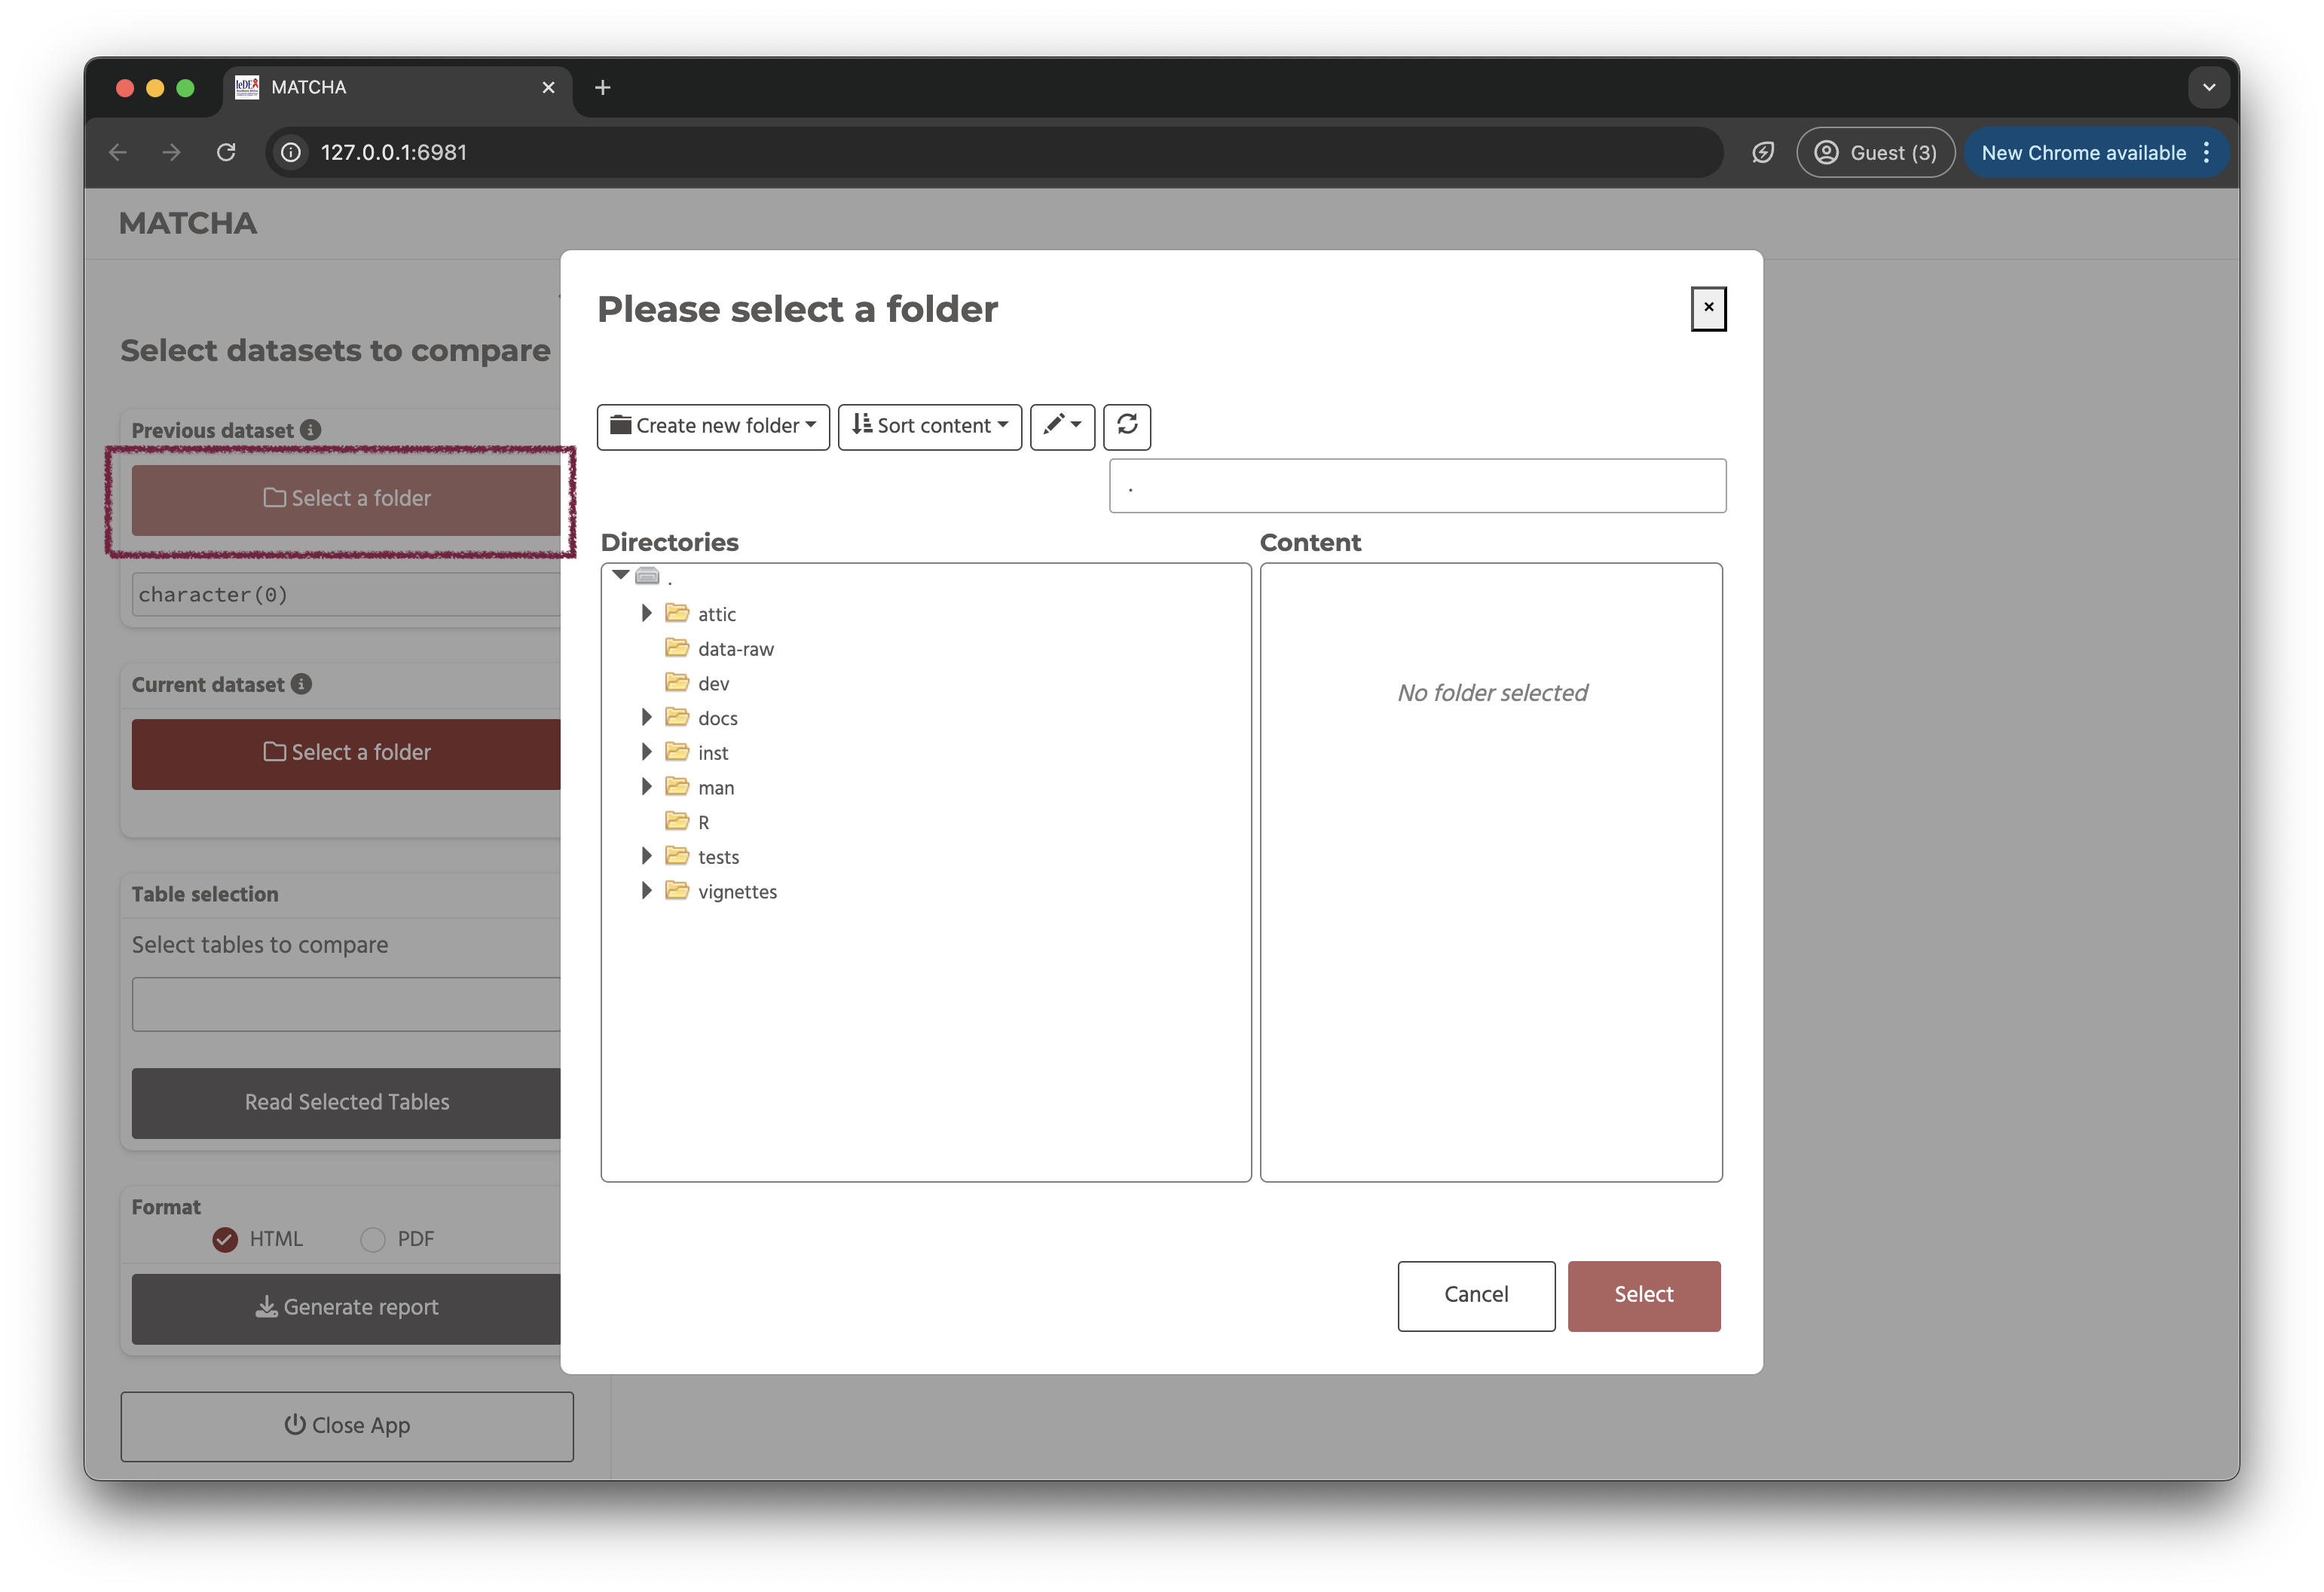 IeDEA
MATCHA
127.0.0.1:6981
Guest (3)
New Chrome available
MATCHA
Select datasets to compare
Previous dataset
Select a folder
character(0)
Current dataset
Select a folder
Table selection
Select tables to compare
Read Selected Tables
Format
HTML
PDF
Generate report
Close App
Please select a folder
×
Create new folder
Sort content
.
Directories
Content
.
attic
data-raw
dev
docs
inst
man
R
tests
vignettes
No folder selected
Cancel
Select